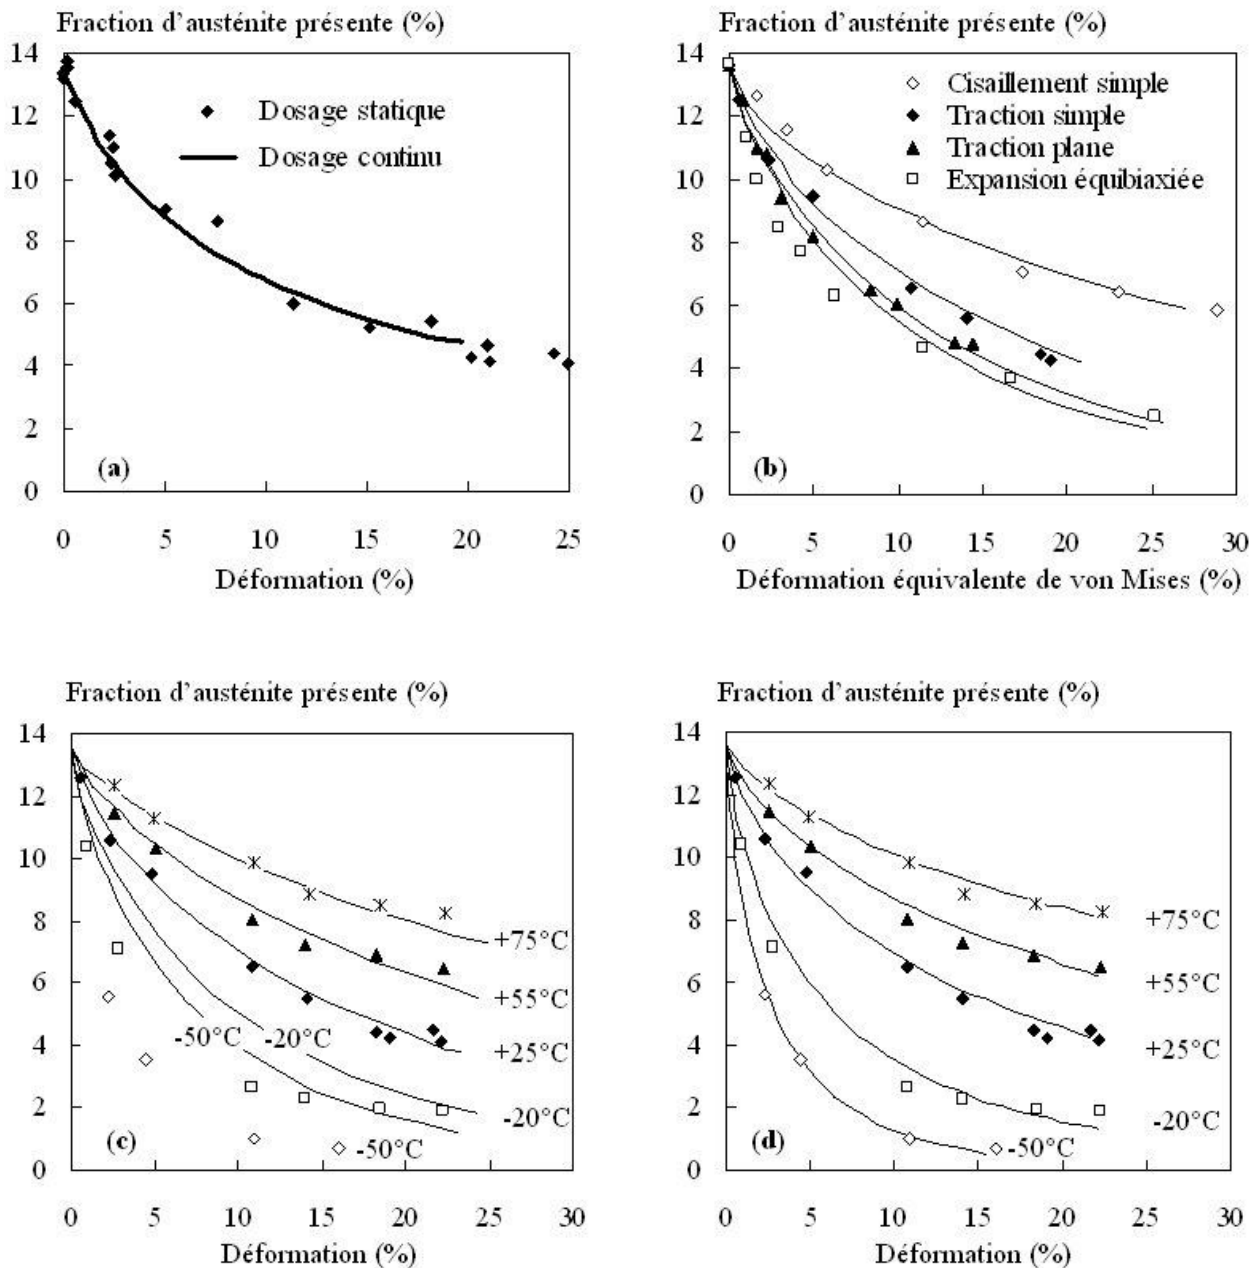 Fraction d’austénite présente (%)
14
12
10
8
6
4
2
0
Dosage statique
Dosage continu
(a)
0 5 10 15 20 25
Déformation (%)
Fraction d’austénite présente (%)
14
12
10
8
6
4
2
0
Cisaillement simple
Traction simple
Traction plane
Expansion équibiaxiée
(b)
0 5 10 15 20 25 30
Déformation équivalente de von Mises (%)
Fraction d’austénite présente (%)
14
12
10
8
6
4
2
0
+75°C
+55°C
+25°C
-50°C -20°C
-20°C
(c)
-50°C
0 5 10 15 20 25 30
Déformation (%)
Fraction d’austénite présente (%)
14
12
10
8
6
4
2
0
+75°C
+55°C
+25°C
-20°C
(d)
-50°C
0 5 10 15 20 25 30
Déformation (%)